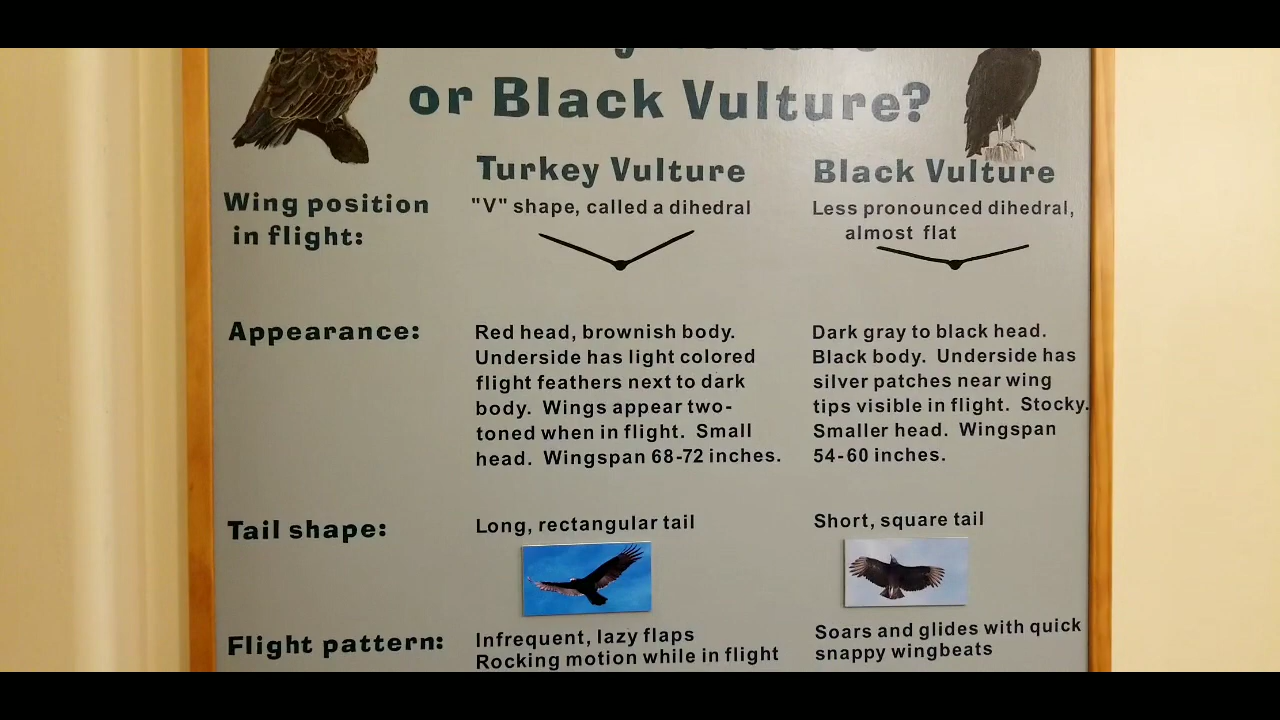 or Black Vulture?
Turkey Vulture
Black Vulture
Wing position
in flight:
"V" shape, called a dihedral
Less pronounced dihedral,
almost flat
Appearance:
Red head, brownish body.
Underside has light colored
flight feathers next to dark
body. Wings appear two-
toned when in flight. Small
head. Wingspan 68-72 inches.
Dark gray to black head.
Black body. Underside has
silver patches near wing
tips visible in flight. Stocky.
Smaller head. Wingspan
54-60 inches.
Tail shape:
Long, rectangular tail
Short, square tail
Flight pattern:
Infrequent, lazy flaps
Rocking motion while in flight
Soars and glides with quick
snappy wingbeats